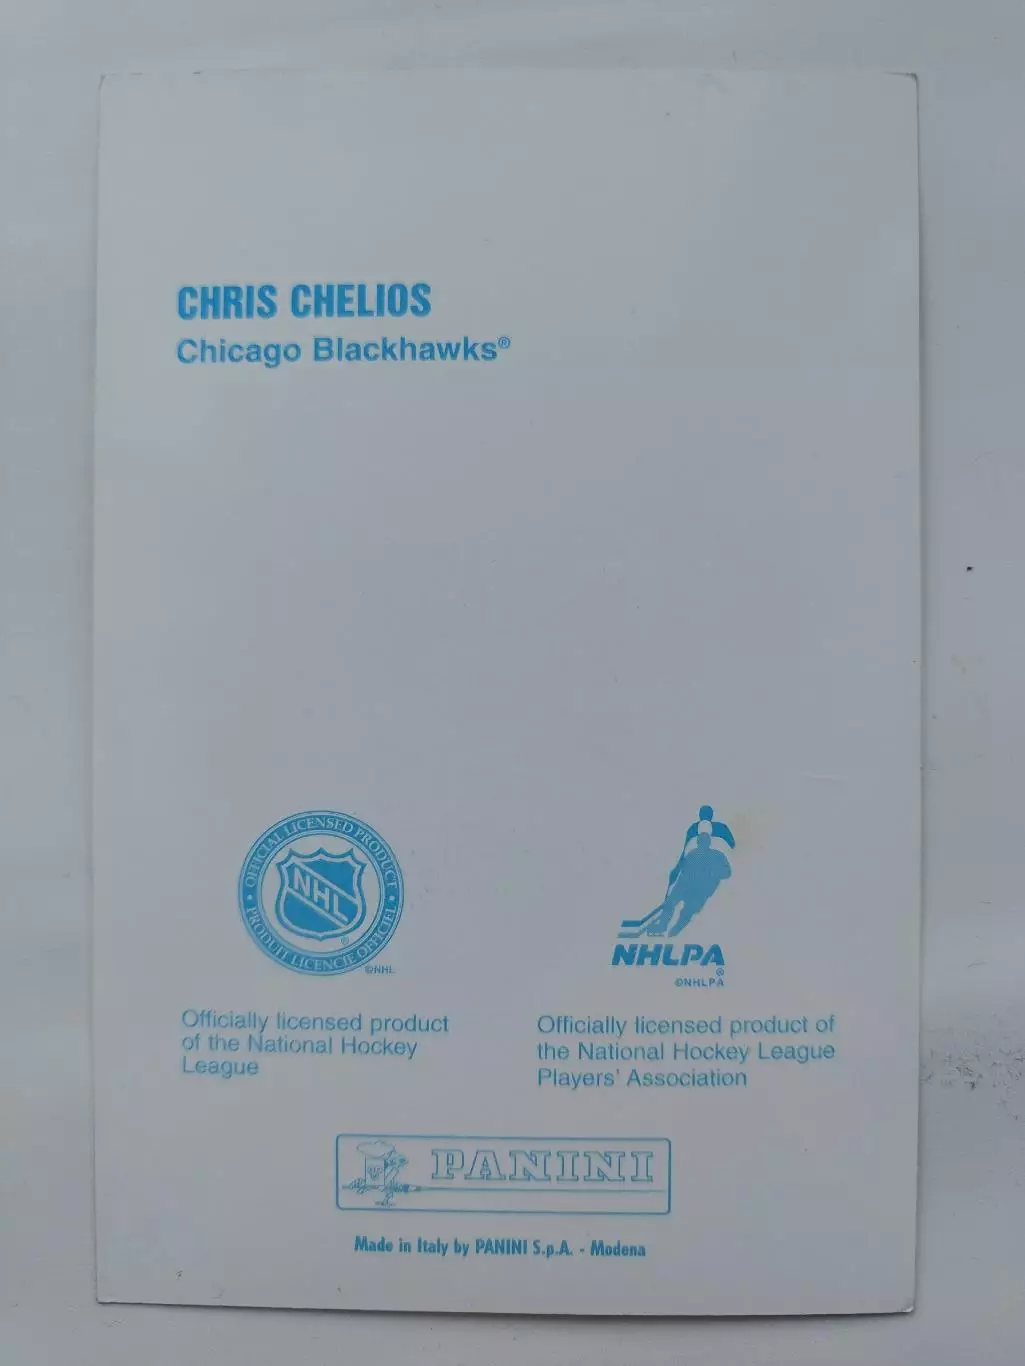 CHRIS CHELIOS
Chicago Blackhawks®
• OFFICIAL LICENSED PRODUCT •
NHL
®
PRODUIT LICENCIE OFFICIEL
©NHL
NHLPA
®
©NHLPA
Officially licensed product
of the National Hockey
League
Officially licensed product of
the National Hockey League
Players' Association
PANINI
Made in Italy by PANINI S.p.A. - Modena